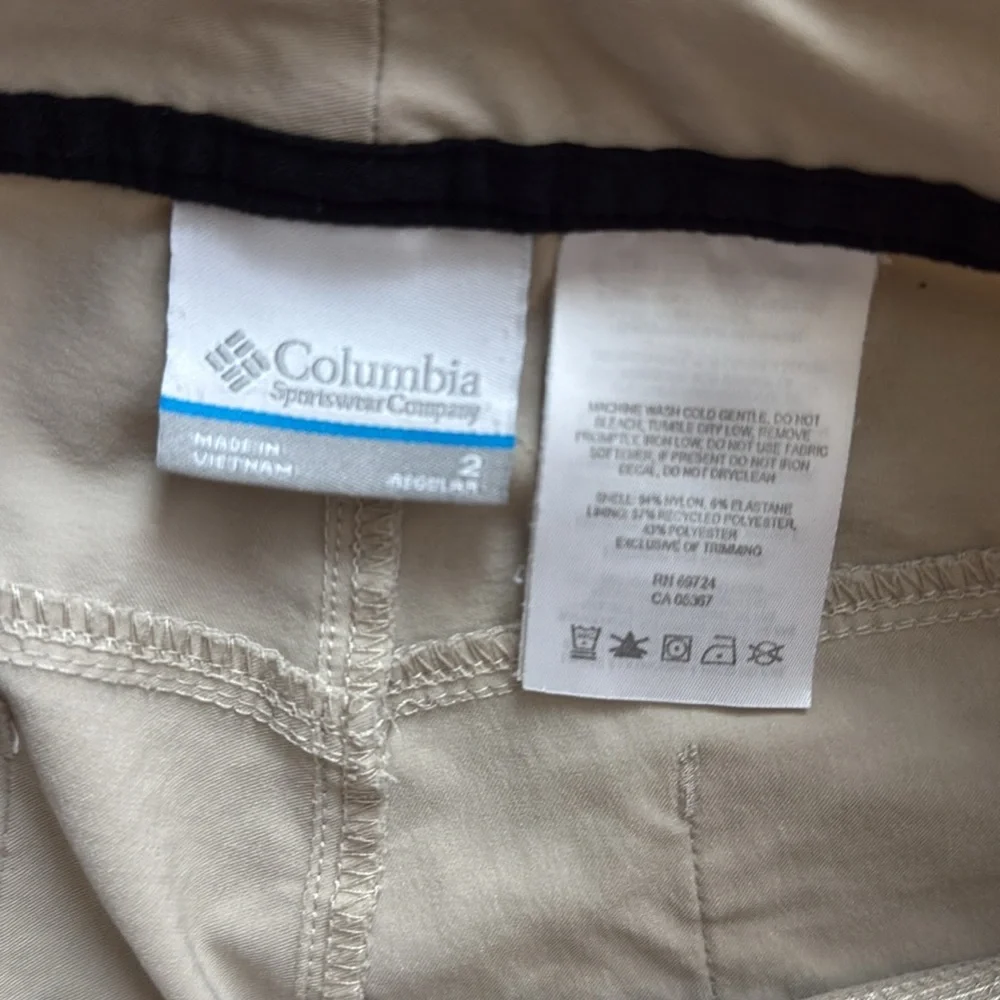 Columbia
Sportswear Company
MADE IN
VIETNAM
2
REGULAR
MACHINE WASH COLD GENTLE, DO NOT
BLEACH, TUMBLE DRY LOW, REMOVE
PROMPTLY, IRON LOW, DO NOT USE FABRIC
SOFTENER, IF PRESENT DO NOT IRON
DECAL, DO NOT DRYCLEAN
SHELL: 94% NYLON, 6% ELASTANE
LINING: 57% RECYCLED POLYESTER,
43% POLYESTER
EXCLUSIVE OF TRIMMING
RN 69724
CA 05367